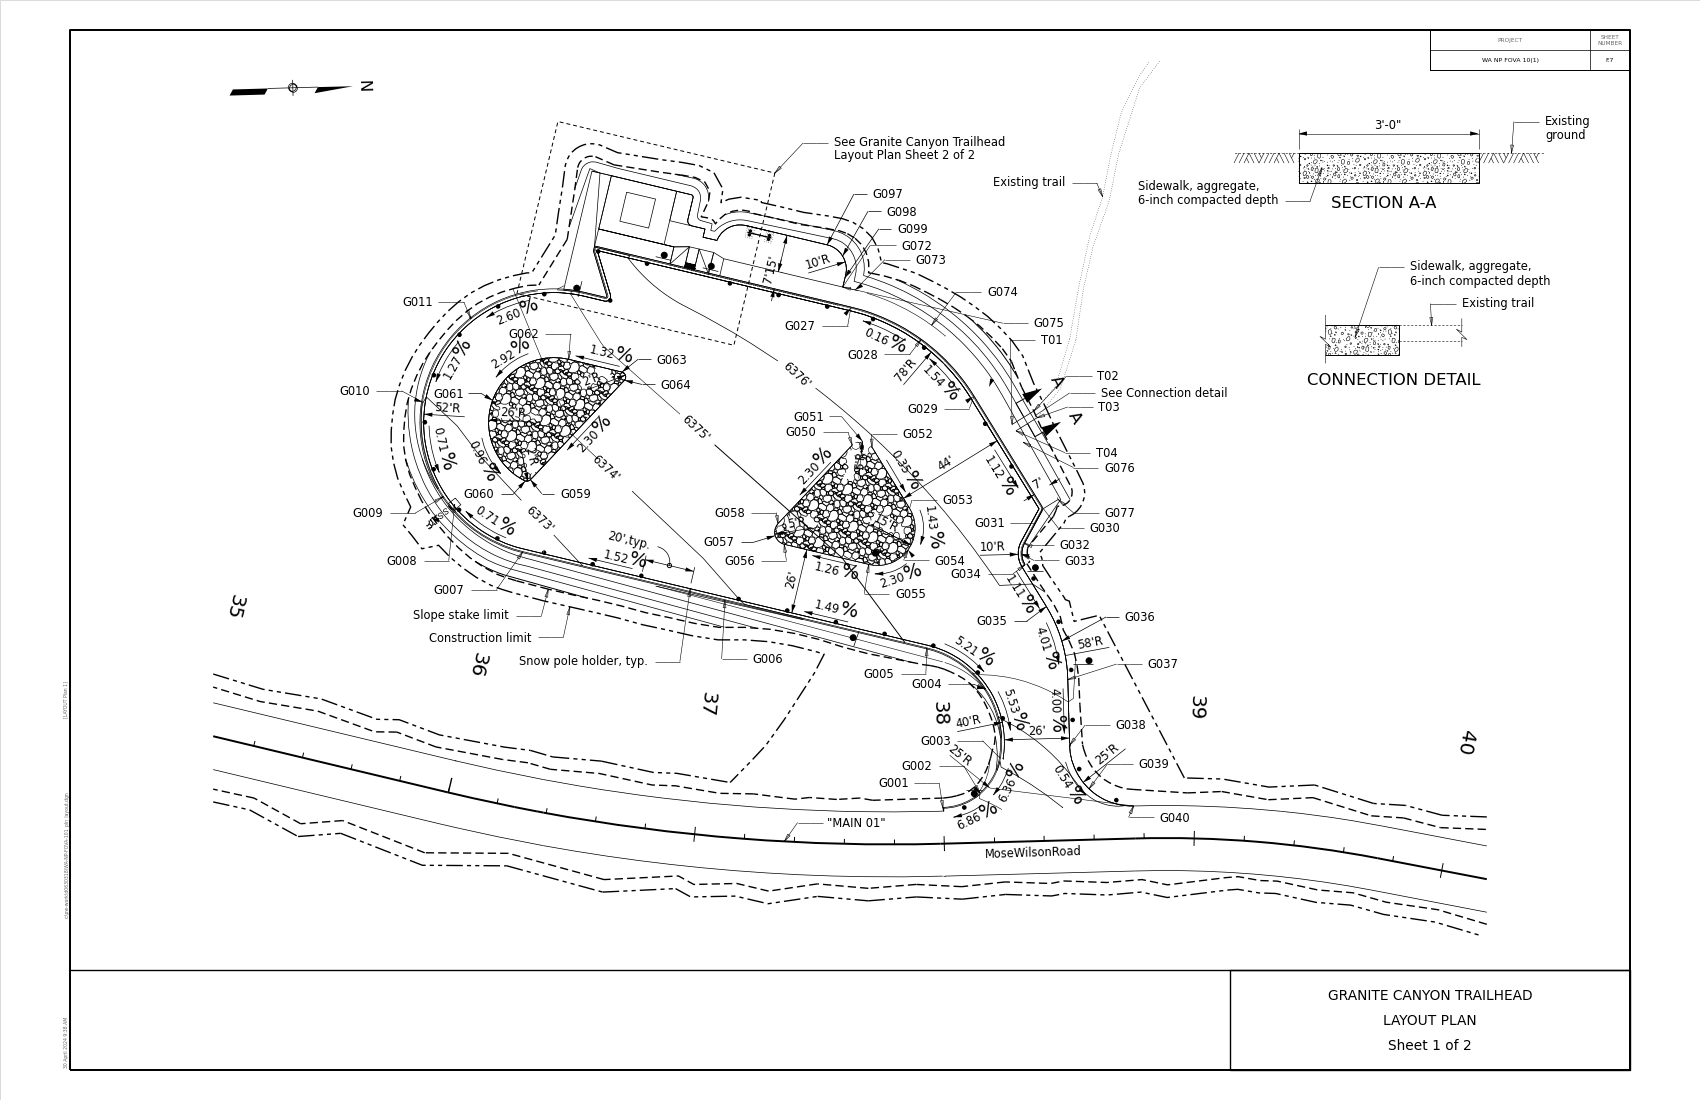 PROJECT
SHEET
NUMBER
WA NP FOVA 10(1)
F.7
N
See Granite Canyon Trailhead
Layout Plan Sheet 2 of 2
Existing trail
3'-0"
Existing
ground
Sidewalk, aggregate,
6-inch compacted depth
SECTION A-A
Sidewalk, aggregate,
6-inch compacted depth
Existing trail
CONNECTION DETAIL
G097
G098
G099
G072
G073
10'R
15'
7'
G074
G075
T01
G011
2.60%
G062
2.92%
1.32%
G063
G064
1.27%
G010
G061
52'R
26'R
0.71%
0.96%
2.30%
G060
G059
G009
G008
0.71%
6373'
6374'
6375'
6376'
G007
20',typ.
1.52%
G027
0.16%
G028
78'R
1.54%
G029
T02
See Connection detail
T03
A
A
T04
G076
G051
G050
G052
2.30%
0.35%
44'
1.12%
7'
G058
G057
G056
G053
1.43%
G054
G055
1.26%
2.30%
26'
1.49%
G031
G077
G030
10'R
G032
G033
G034
1.11%
G035
G036
58'R
4.01%
G037
Slope stake limit
Construction limit
Snow pole holder, typ.
G006
G005
5.21%
G004
5.53%
4.00%
40'R
26'
G003
25'R
G002
G001
6.36%
6.86%
G038
25'R
G039
0.54%
G040
35
36
37
38
39
40
"MAIN 01"
MoseWilsonRoad
GRANITE CANYON TRAILHEAD
LAYOUT PLAN
Sheet 1 of 2